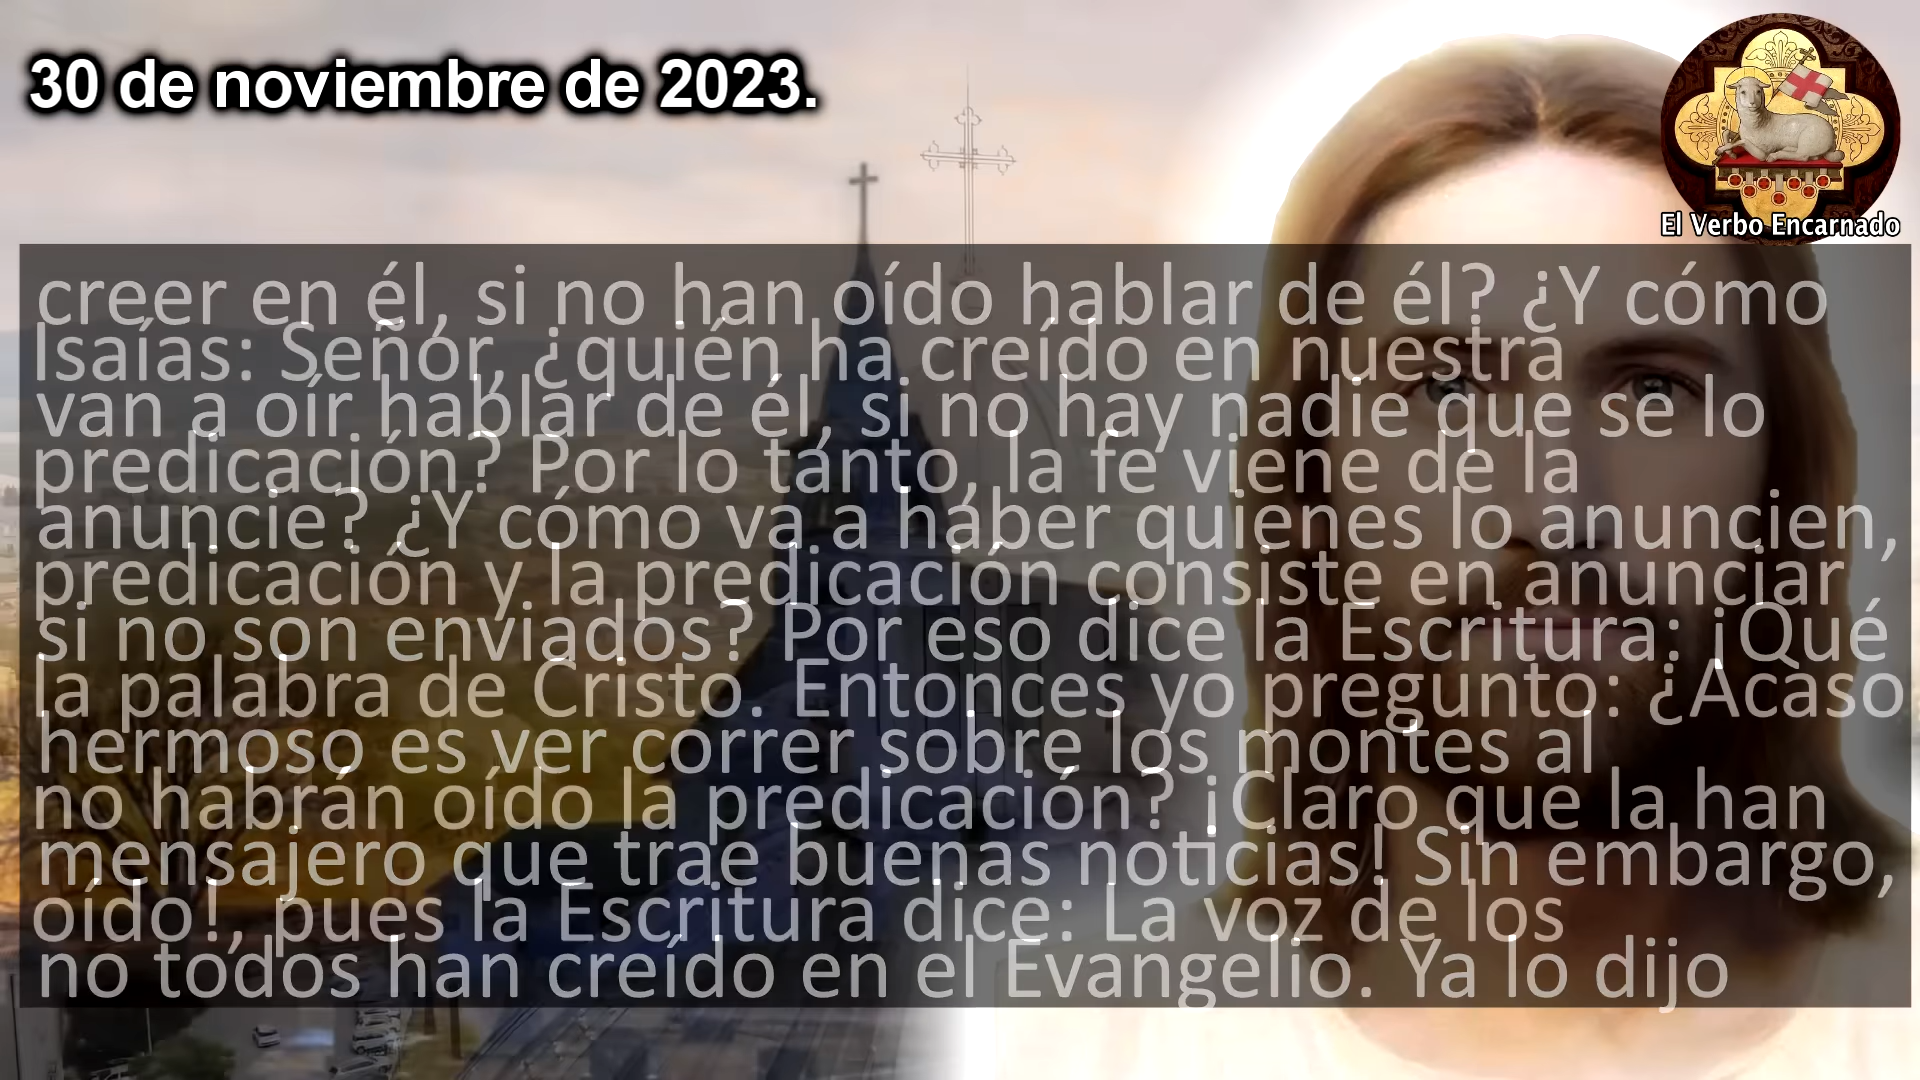 30 de noviembre de 2023.
El Verbo Encarnado
creer en él, si no han oído hablar de él? ¿Y cómo
Isaías: Señor, ¿quién ha creído en nuestra
van a oír hablar de él, si no hay nadie que se lo
predicación? Por lo tanto, la fe viene de la
anuncie? ¿Y cómo va a haber quienes lo anuncien,
predicación y la predicación consiste en anunciar
si no son enviados? Por eso dice la Escritura: ¡Qué
la palabra de Cristo. Entonces yo pregunto: ¿Acaso
hermoso es ver correr sobre los montes al
no habrán oído la predicación? ¡Claro que la han
mensajero que trae buenas noticias! Sin embargo,
oído!, pues la Escritura dice: La voz de los
no todos han creído en el Evangelio. Ya lo dijo